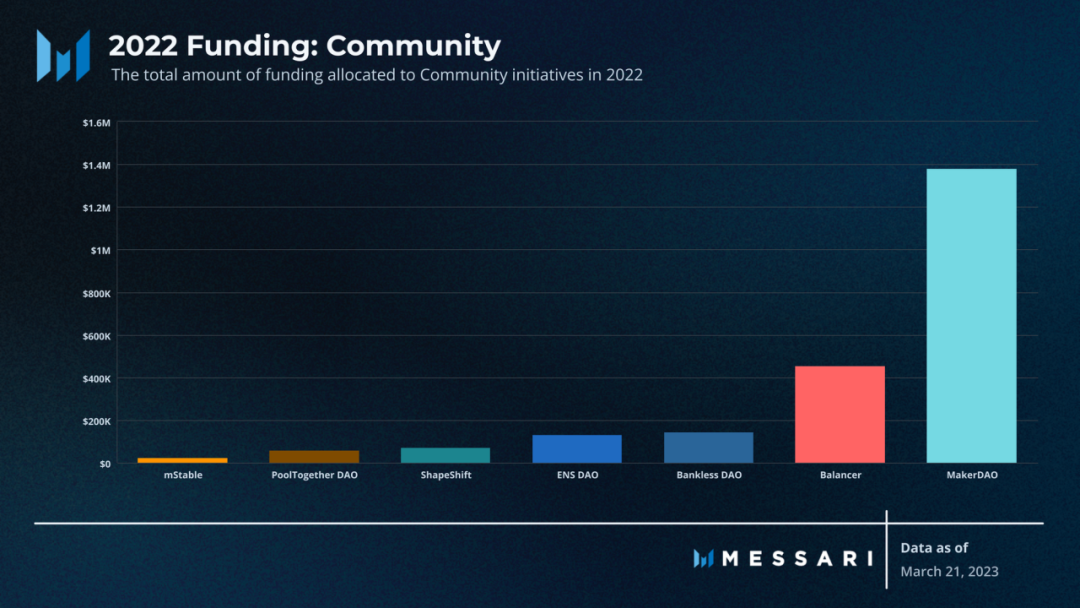 2022 Funding: Community
The total amount of funding allocated to Community initiatives in 2022
$1.6M
$1.4M
$1.2M
$1M
$800K
$600K
$400K
$200K
$0
mStable PoolTogether DAO ShapeShift ENS DAO Bankless DAO Balancer MakerDAO
MESSARI
Data as of
March 21, 2023